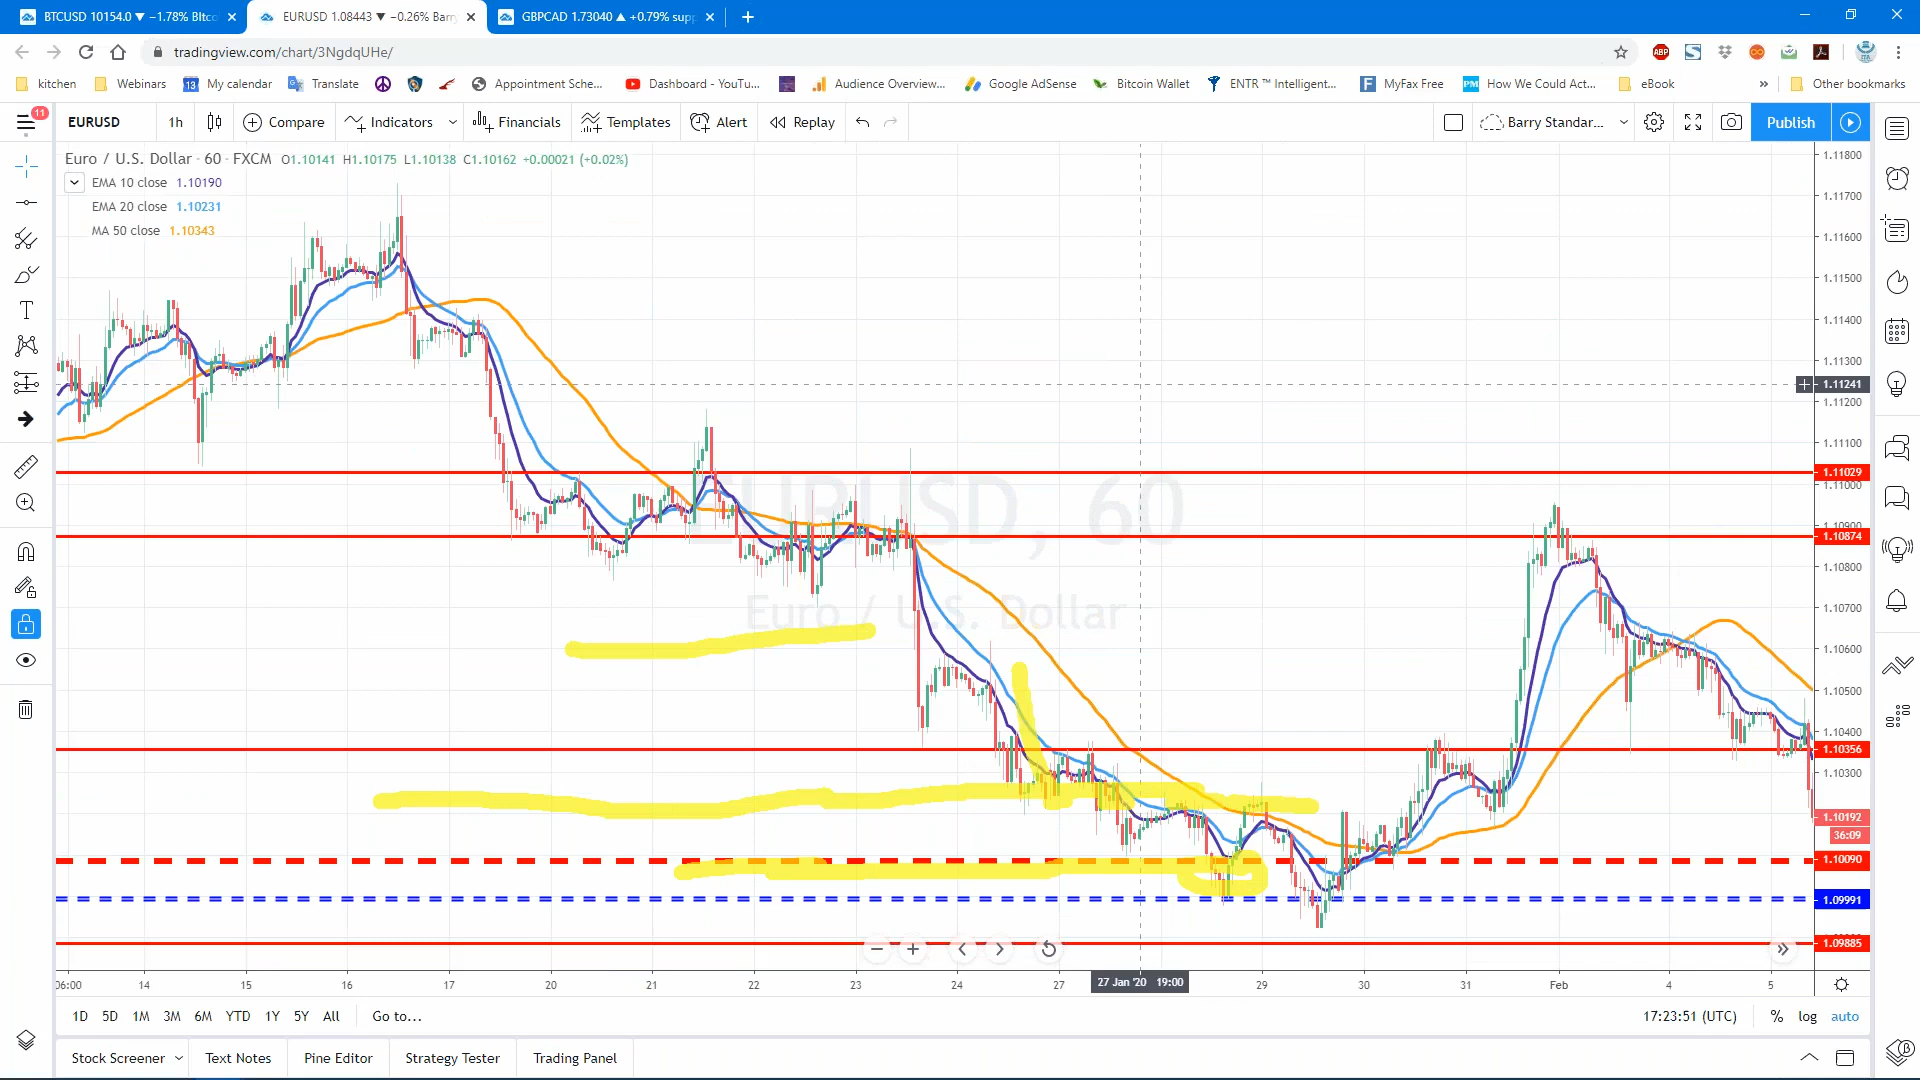 BTCUSD 10154.0 ▼ −1.78% Bitco
EURUSD 1.08443 ▼ −0.26% Barry
GBPCAD 1.73040 ▲ +0.79% supp
tradingview.com/chart/3NgdqUHe/
ABP
kitchen
Webinars
13
My calendar
Translate
Appointment Sche...
Dashboard - YouTu...
Audience Overview...
Google AdSense
Bitcoin Wallet
ENTR ™ Intelligent...
MyFax Free
PM How We Could Act...
eBook
»
Other bookmarks
11
EURUSD
1h
Compare
Indicators
Financials
Templates
Alert
Replay
Barry Standar...
Publish
Euro / U.S. Dollar · 60 · FXCM O1.10141 H1.10175 L1.10138 C1.10162 +0.00021 (+0.02%)
EMA 10 close 1.10190
EMA 20 close 1.10231
MA 50 close 1.10343
EURUSD, 60
Euro / U.S. Dollar
1.11800
1.11700
1.11600
1.11500
1.11400
1.11300
1.11241
1.11200
1.11100
1.11029
1.11000
1.10900
1.10874
1.10800
1.10700
1.10600
1.10500
1.10400
1.10356
1.10300
1.10192
36:09
1.10090
1.09991
1.09885
06:00 14 15 16 17 20 21 22 23 24 27 27 Jan '20 19:00 29 30 31 Feb 4 5
1D 5D 1M 3M 6M YTD 1Y 5Y All Go to... 17:23:51 (UTC) % log auto
Stock Screener Text Notes Pine Editor Strategy Tester Trading Panel